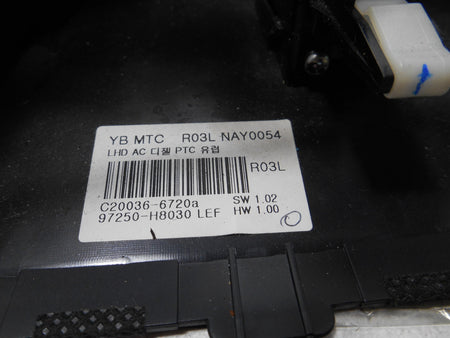 YB MTC R03L NAY0054
LHD AC 디젤 PTC 유럽
R03L
C20036-6720a SW 1.02
97250-H8030 LEF HW 1.00